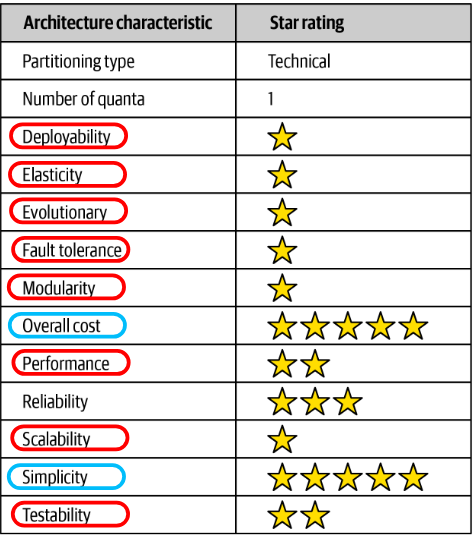 Architecture characteristic Star rating
Partitioning type Technical
Number of quanta 1
Deployability
Elasticity
Evolutionary
Fault tolerance
Modularity
Overall cost
Performance
Reliability
Scalability
Simplicity
Testability